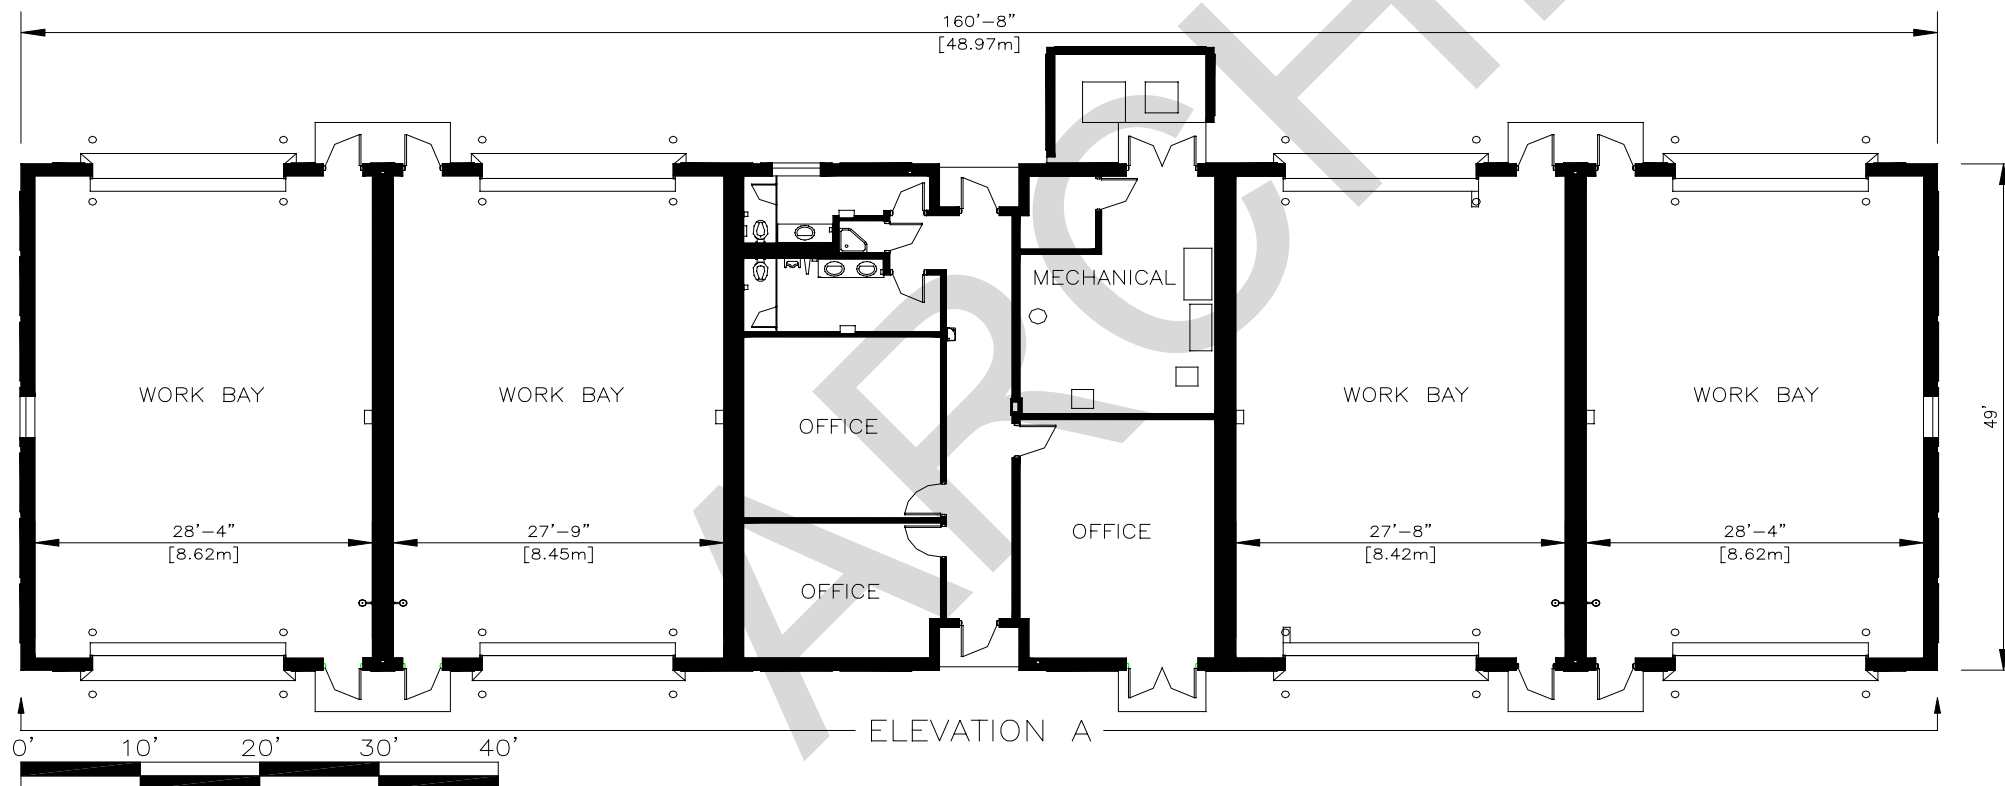 160'-8"
[48.97m]
MECHANICAL
WORK BAY
WORK BAY
OFFICE
WORK BAY
WORK BAY
49'
28'-4"
[8.62m]
27'-9"
[8.45m]
OFFICE
27'-8"
[8.42m]
28'-4"
[8.62m]
OFFICE
ELEVATION A
0' 10' 20' 30' 40'
ARCH